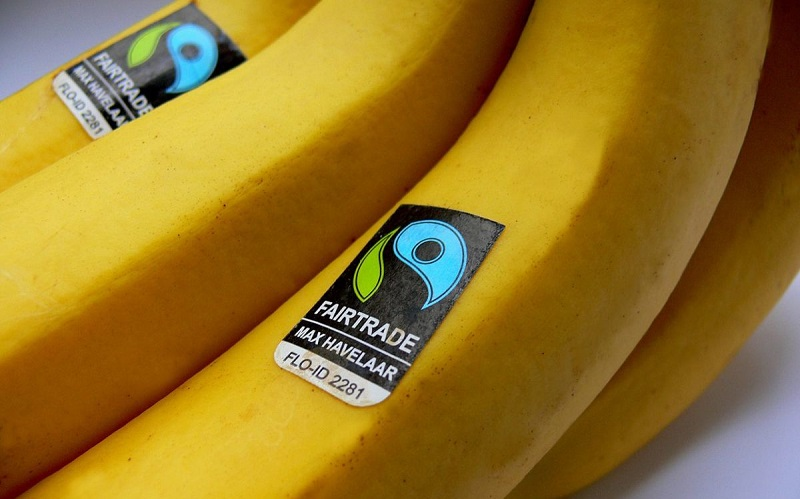 FAIRTRADE
MAX HAVELAAR
FLO-ID 2281
FAIRTRADE
MAX HAVELAAR
FLO-ID 2281